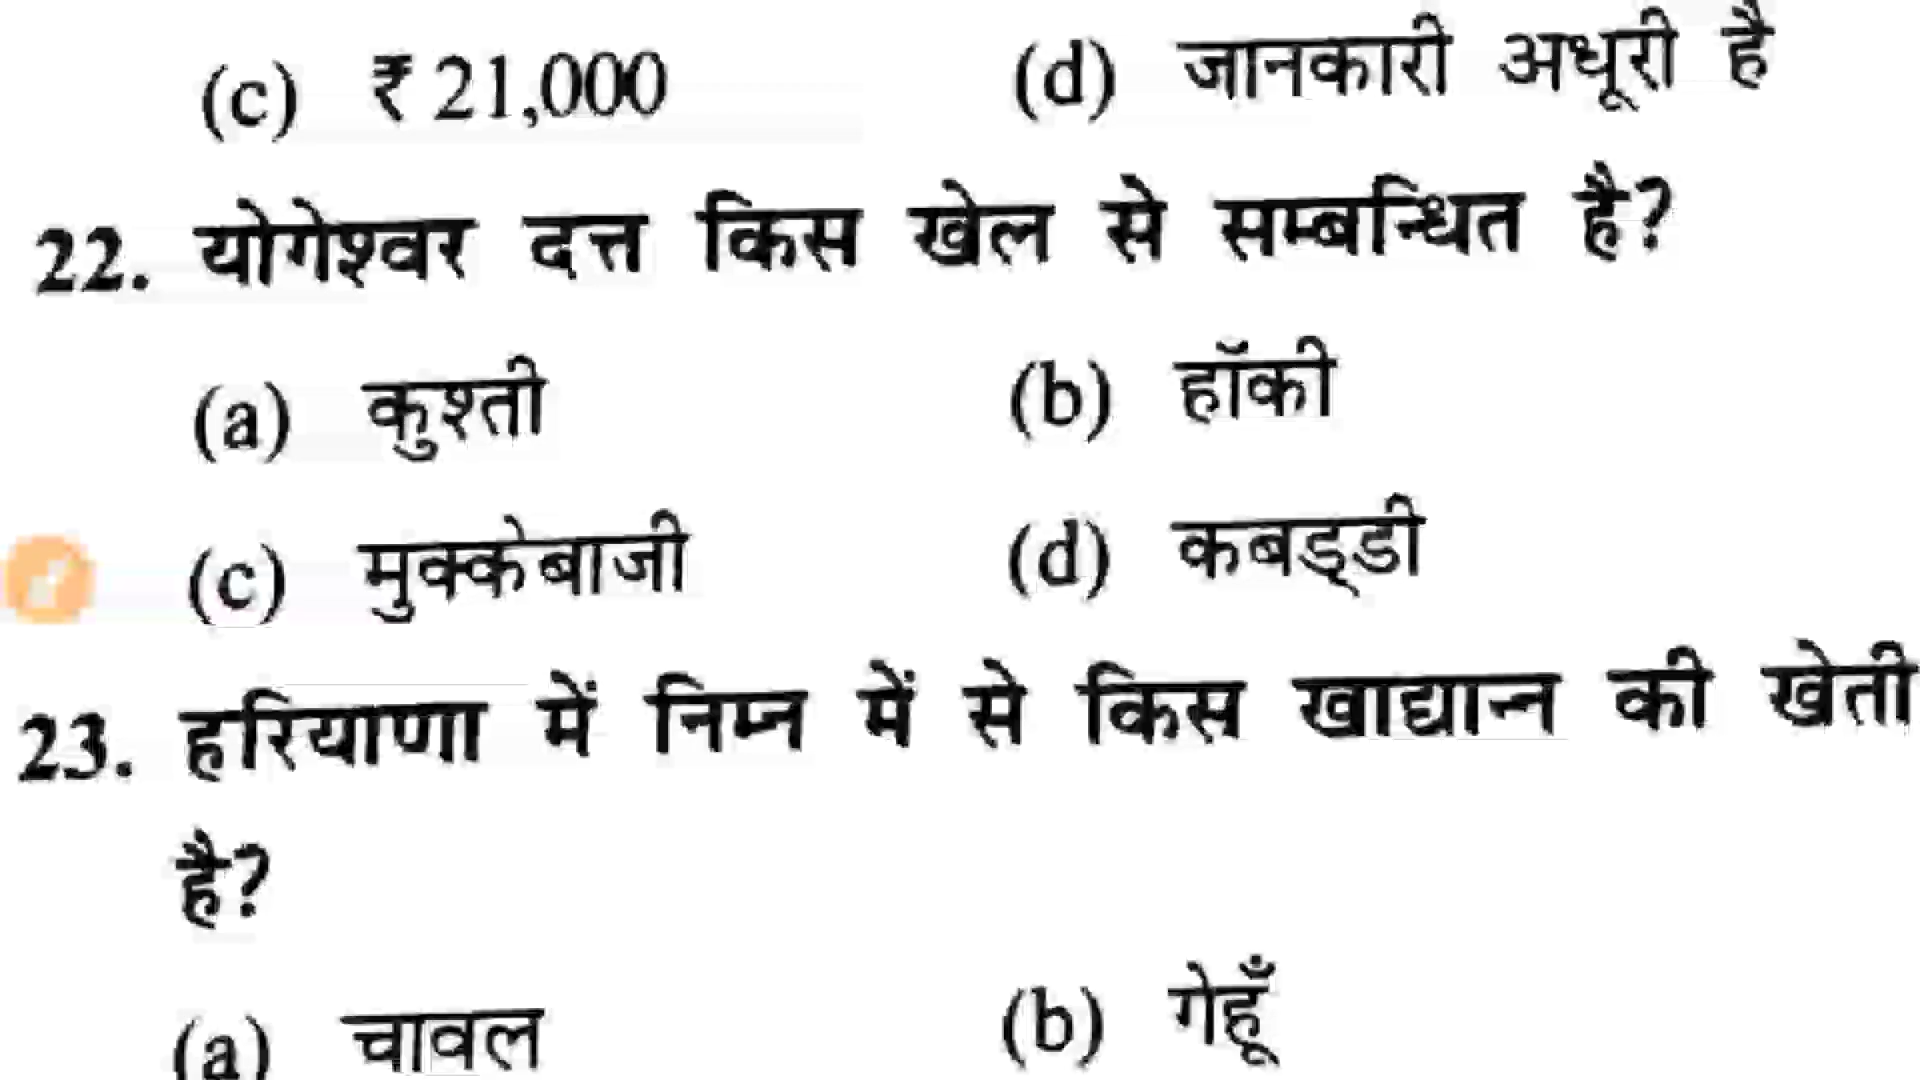 (c) ₹ 21,000 (d) जानकारी अधूरी है
22. योगेश्वर दत्त किस खेल से सम्बन्धित है?
(a) कुश्ती (b) हॉकी
(c) मुक्केबाजी (d) कबड्डी
23. हरियाणा में निम्न में से किस खाद्यान्न की खेती
है?
(a) चावल (b) गेहूँ